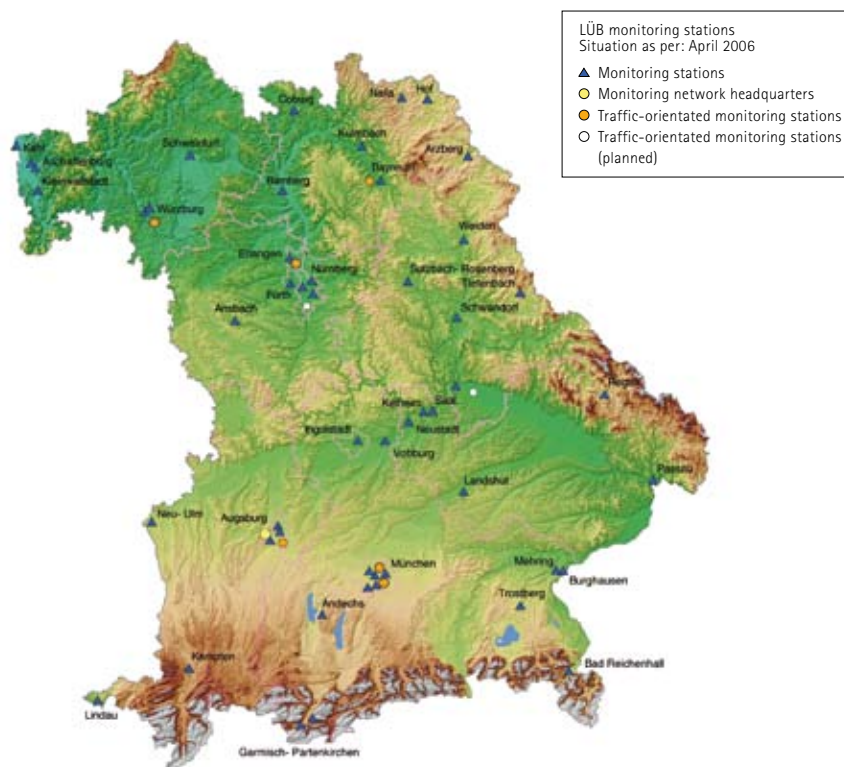 LÜB monitoring stations
Situation as per: April 2006
Monitoring stations
Monitoring network headquarters
Traffic-orientated monitoring stations
Traffic-orientated monitoring stations
(planned)
Coburg
Naila
Hof
Kulmbach
Kahl
Aschaffenburg
Schweinfurt
Bayreuth
Arzberg
Kleinwallstadt
Bamberg
Würzburg
Weiden
Erlangen
Nürnberg
Sulzbach- Rosenberg
Tiefenbach
Fürth
Ansbach
Schwandorf
Regen
Kelheim
Saal
Ingolstadt
Neustadt
Vohburg
Passau
Landshut
Neu- Ulm
Augsburg
München
Mehring
Burghausen
Andechs
Trostberg
Kempten
Bad Reichenhall
Lindau
Garmisch- Partenkirchen